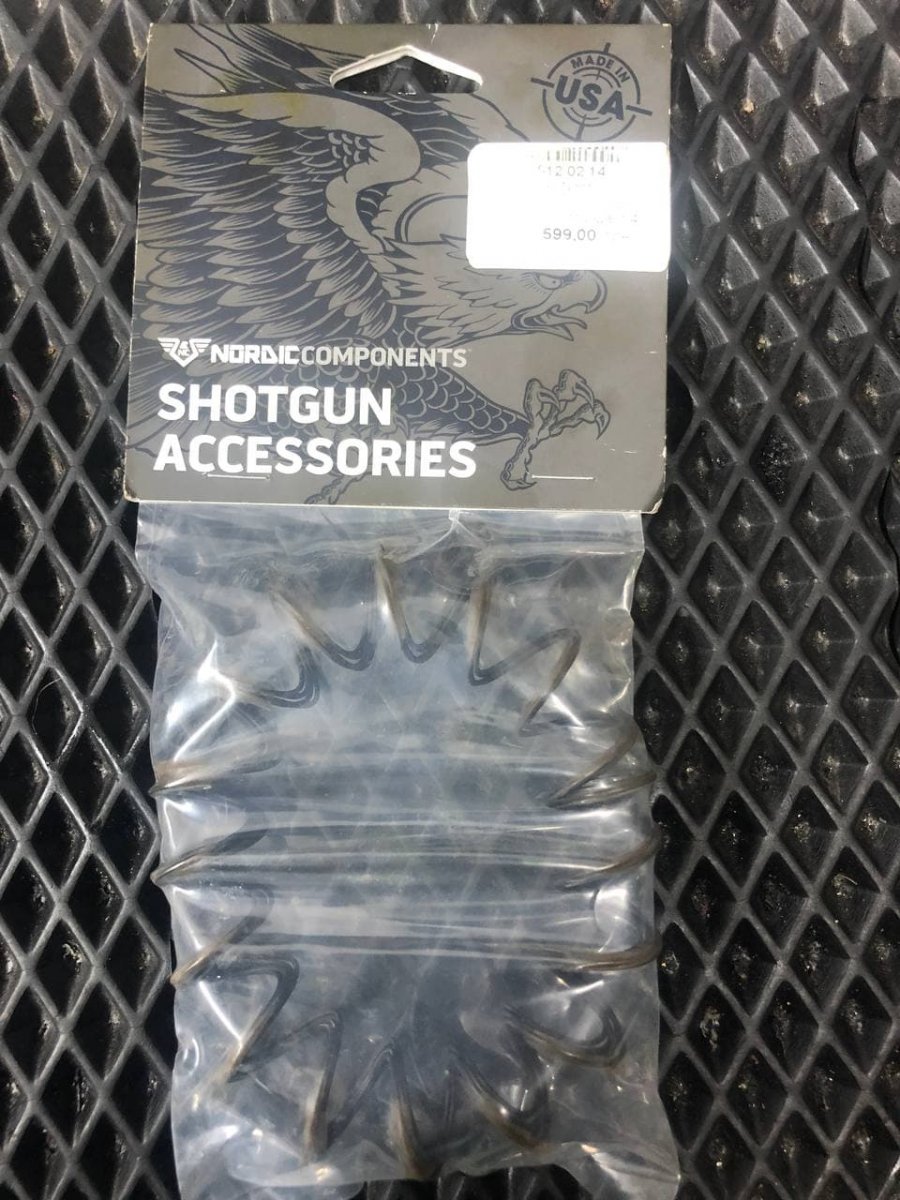 MADE IN
USA
599,00
NORDIC COMPONENTS
SHOTGUN
ACCESSORIES